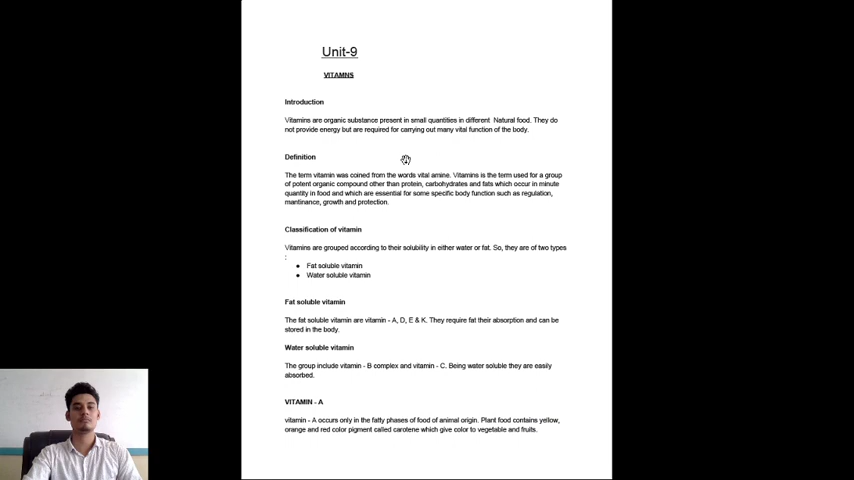 Unit-9
VITAMNS
Introduction
Vitamins are organic substance present in small quantities in different Natural food. They do
not provide energy but are required for carrying out many vital function of the body.
Definition
The term vitamin was coined from the words vital amine. Vitamins is the term used for a group
of potent organic compound other than protein, carbohydrates and fats which occur in minute
quantity in food and which are essential for some specific body function such as regulation,
mantinance, growth and protection.
Classification of vitamin
Vitamins are grouped according to their solubility in either water or fat. So, they are of two types
:
● Fat soluble vitamin
● Water soluble vitamin
Fat soluble vitamin
The fat soluble vitamin are vitamin - A, D, E & K. They require fat their absorption and can be
stored in the body.
Water soluble vitamin
The group include vitamin - B complex and vitamin - C. Being water soluble they are easily
absorbed.
VITAMIN - A
vitamin - A occurs only in the fatty phases of food of animal origin. Plant food contains yellow,
orange and red color pigment called carotene which give color to vegetable and fruits.